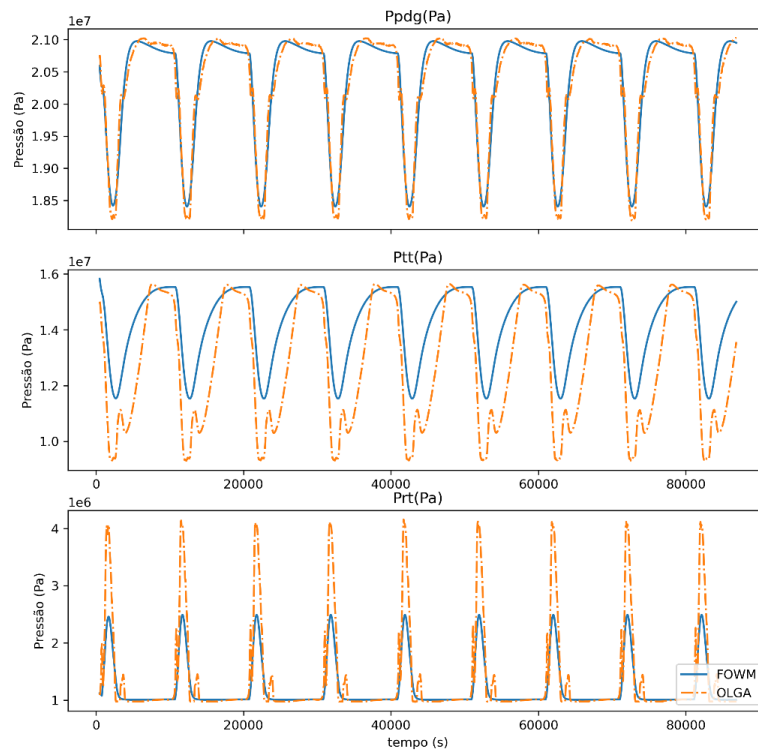 Ppdg(Pa)
1e7
2.10
2.05
2.00
1.95
1.90
1.85
Pressão (Pa)
Ptt(Pa)
1e7
1.6
1.4
1.2
1.0
Pressão (Pa)
0
20000
40000
60000
80000
Prt(Pa)
1e6
4
3
2
1
Pressão (Pa)
FOWM
OLGA
0
20000
40000
60000
80000
tempo (s)